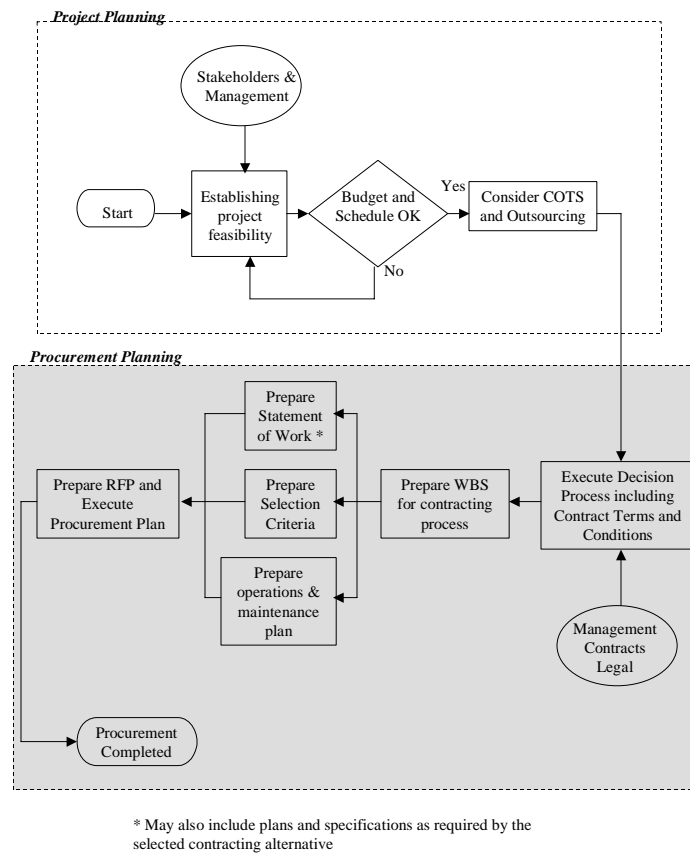 Project Planning
Stakeholders &
Management
Start
Establishing
project
feasibility
Budget and
Schedule OK
Yes
No
Consider COTS
and Outsourcing
Procurement Planning
Prepare
Statement
of Work *
Prepare RFP and
Execute
Procurement Plan
Prepare
Selection
Criteria
Prepare WBS
for contracting
process
Execute Decision
Process including
Contract Terms and
Conditions
Prepare
operations &
maintenance
plan
Management
Contracts
Legal
Procurement
Completed
* May also include plans and specifications as required by the
selected contracting alternative